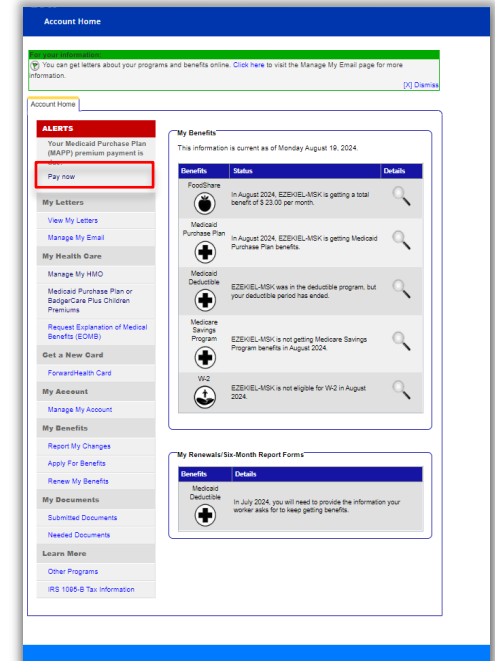 Account Home
For your information:
You can get letters about your programs and benefits online. Click here to visit the Manage My Email page for more
information.
[X] Dismiss
Account Home
ALERTS
Your Medicaid Purchase Plan
(MAPP) premium payment is
Pay now
My Letters
View My Letters
Manage My Email
My Health Care
Manage My HMO
Medicaid Purchase Plan or
BadgerCare Plus Children
Premiums
Request Explanation of Medical
Benefits (EOMB)
Get a New Card
ForwardHealth Card
My Account
Manage My Account
My Benefits
Report My Changes
Apply For Benefits
Renew My Benefits
My Documents
Submitted Documents
Needed Documents
Learn More
Other Programs
IRS 1095-B Tax Information
My Benefits
This information is current as of Monday August 19, 2024.
Benefits Status Details
FoodShare
In August 2024, EZEKIEL-MSK is getting a total
benefit of $ 23.00 per month.
Medicaid
Purchase Plan
In August 2024, EZEKIEL-MSK is getting Medicaid
Purchase Plan benefits.
Medicaid
Deductible
EZEKIEL-MSK was in the deductible program, but
your deductible period has ended.
Medicare
Savings
Program
EZEKIEL-MSK is not getting Medicare Savings
Program benefits in August 2024.
W-2
EZEKIEL-MSK is not eligible for W-2 in August
2024.
My Renewals/Six-Month Report Forms
Benefits Details
Medicaid
Deductible
In July 2024, you will need to provide the information your
worker asks for to keep getting benefits.